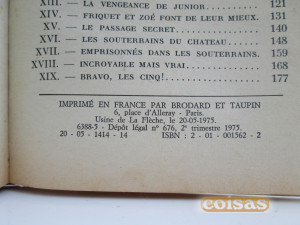 XIII. — LA VENGEANCE DE JUNIOR. . . . . . . . . . . . . 121
XIV. — FRIQUET ET ZOÉ FONT DE LEUR MIEUX. 131
XV. — LE PASSAGE SECRET . . . . . . . . . . . . . . . . . 140
XVI. — LES SOUTERRAINS DU CHATEAU . . . . . . . 148
XVII. — EMPRISONNÉS DANS LES SOUTERRAINS. 159
XVIII. — INCROYABLE MAIS VRAI . . . . . . . . . . . . . 168
XIX. — BRAVO, LES CINQ! . . . . . . . . . . . . . . . . . . 177
IMPRIMÉ EN FRANCE PAR BRODARD ET TAUPIN
6, place d'Alleray - Paris.
Usine de La Flèche, le 20-05-1975.
6388-5 - Dépôt légal n° 676, 2e trimestre 1975.
20 - 05 - 1414 - 14 ISBN : 2 - 01 - 001562 - 2
coisas